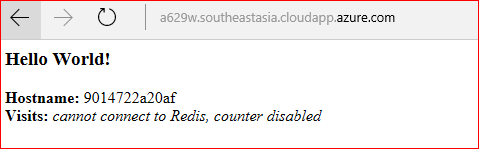 a629w.southeastasia.cloudapp.azure.com
Hello World!
Hostname: 9014722a20af
Visits: cannot connect to Redis, counter disabled